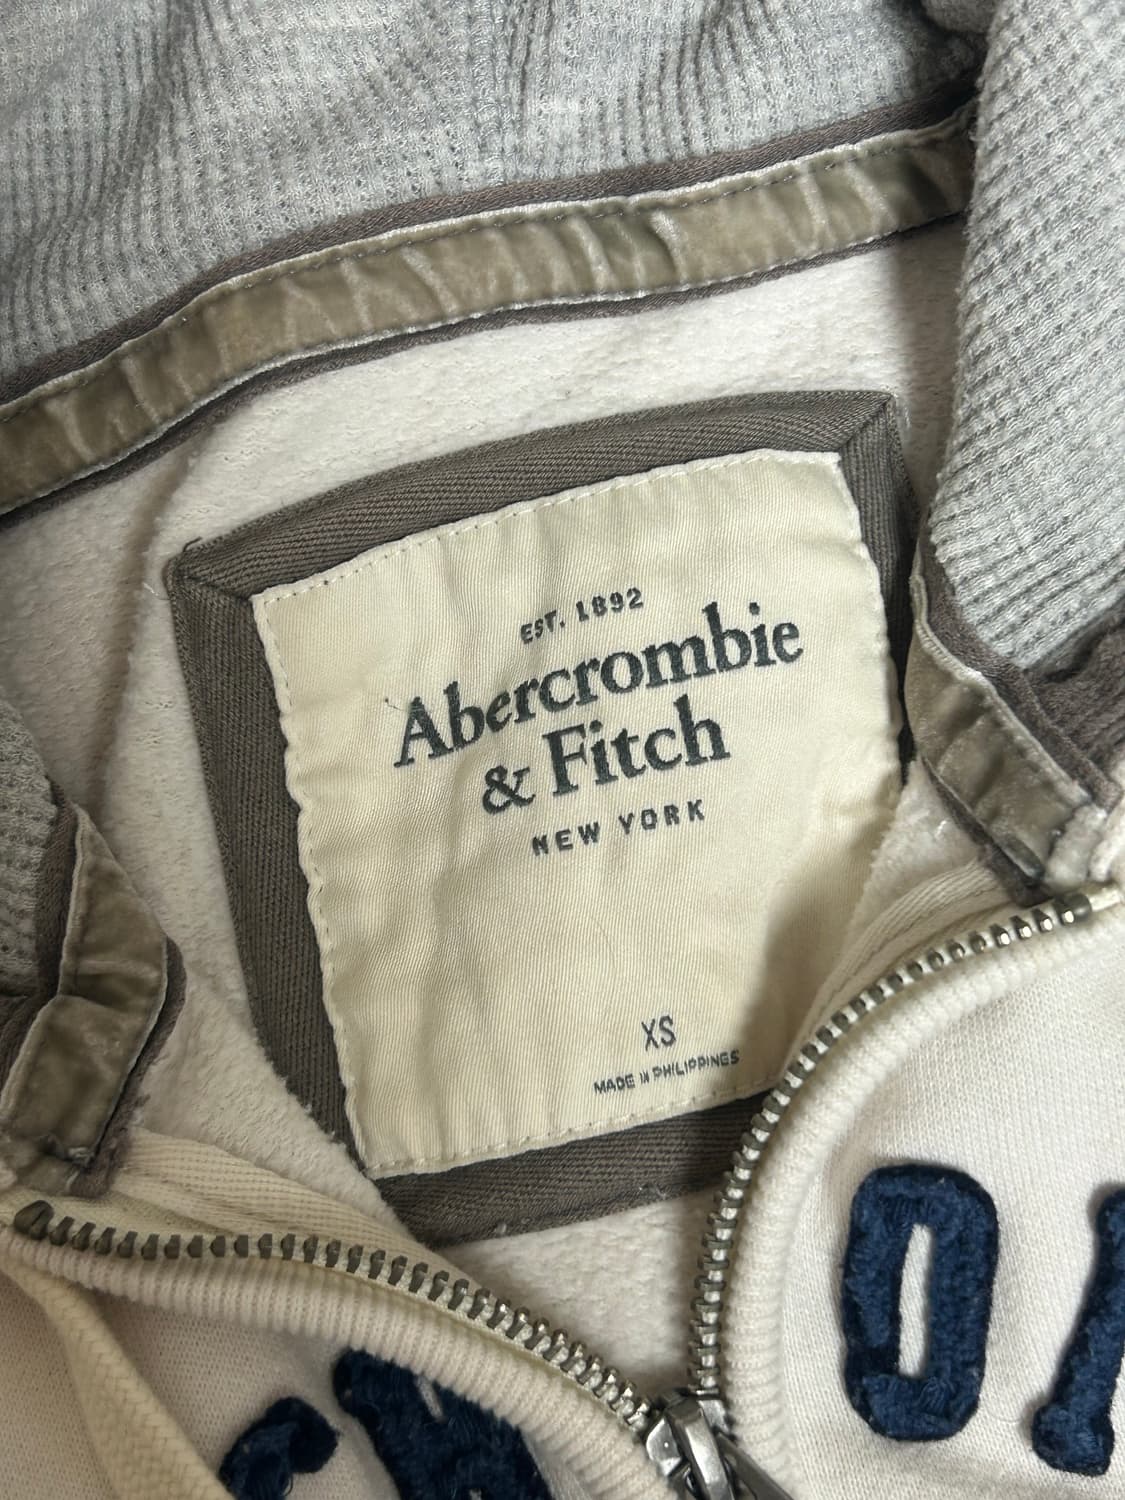 EST. 1892
Abercrombie
& Fitch
NEW YORK
XS
MADE IN PHILIPPINES